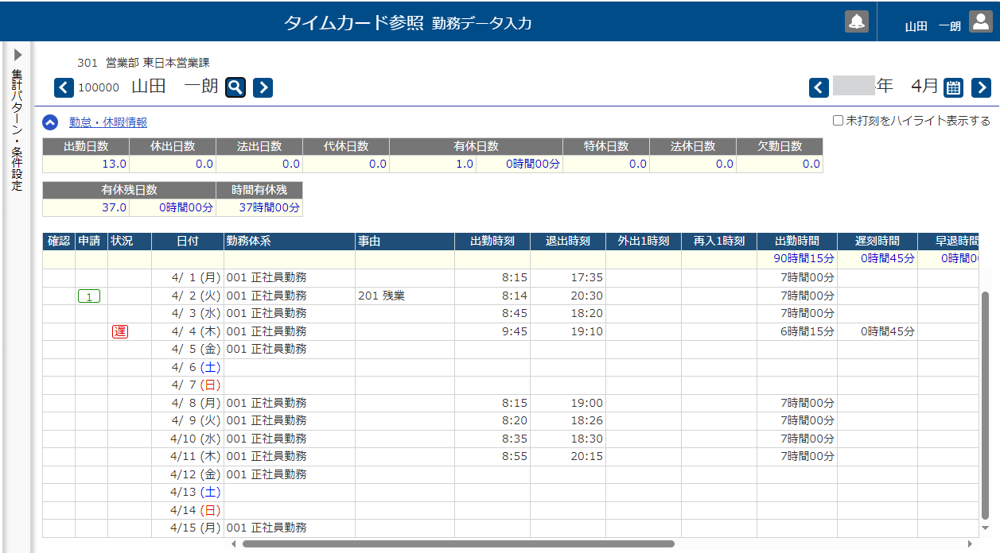 タイムカード参照 勤務データ入力
山田 一朗
集計パターン・条件設定
301 営業部 東日本営業課
100000 山田 一朗
年 4月
勤怠・休暇情報
未打刻をハイライト表示する
出勤日数 休出日数 法出日数 代休日数 有休日数 特休日数 法休日数 欠勤日数
13.0 0.0 0.0 0.0 1.0 0時間00分 0.0 0.0 0.0
有休残日数 時間有休残
37.0 0時間00分 37時間00分
確認 申請 状況 日付 勤務体系 事由 出勤時刻 退出時刻 外出1時刻 再入1時刻 出勤時間 遅刻時間 早退時間
90時間15分 0時間45分 0時間0
4/ 1 (月) 001 正社員勤務 8:15 17:35 7時間00分
1 4/ 2 (火) 001 正社員勤務 201 残業 8:14 20:30 7時間00分
4/ 3 (水) 001 正社員勤務 8:45 18:20 7時間00分
遅 4/ 4 (木) 001 正社員勤務 9:45 19:10 6時間15分 0時間45分
4/ 5 (金) 001 正社員勤務
4/ 6 (土)
4/ 7 (日)
4/ 8 (月) 001 正社員勤務 8:15 19:00 7時間00分
4/ 9 (火) 001 正社員勤務 8:20 18:26 7時間00分
4/10 (水) 001 正社員勤務 8:35 18:30 7時間00分
4/11 (木) 001 正社員勤務 8:55 20:15 7時間00分
4/12 (金) 001 正社員勤務
4/13 (土)
4/14 (日)
4/15 (月) 001 正社員勤務